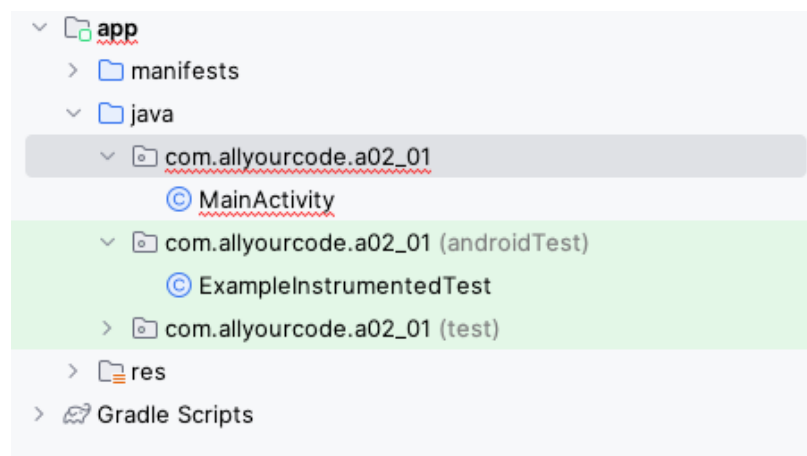 app
manifests
java
com.allyourcode.a02_01
MainActivity
com.allyourcode.a02_01 (androidTest)
ExampleInstrumentedTest
com.allyourcode.a02_01 (test)
res
Gradle Scripts